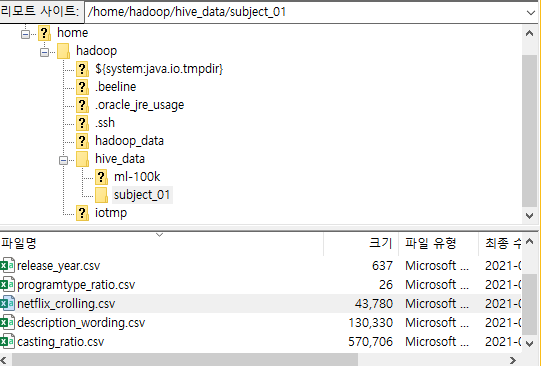 리모트 사이트: /home/hadoop/hive_data/subject_01
home
hadoop
${system:java.io.tmpdir}
.beeline
.oracle_jre_usage
.ssh
hadoop_data
hive_data
ml-100k
subject_01
iotmp
파일명 크기 파일 유형 최종 수
release_year.csv 637 Microsoft ... 2021-0
programtype_ratio.csv 26 Microsoft ... 2021-0
netflix_crolling.csv 43,780 Microsoft ... 2021-0
description_wording.csv 130,330 Microsoft ... 2021-0
casting_ratio.csv 570,706 Microsoft ... 2021-0